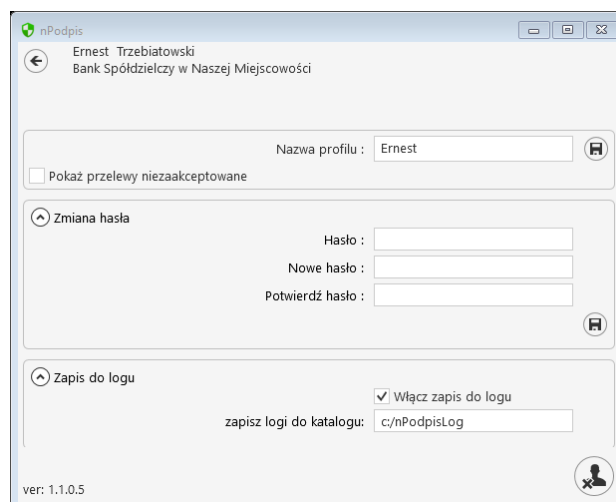 nPodpis
Ernest Trzebiatowski
Bank Spółdzielczy w Naszej Miejscowości
Nazwa profilu : Ernest
Pokaż przelewy niezaakceptowane
Zmiana hasła
Hasło :
Nowe hasło :
Potwierdź hasło :
Zapis do logu
Włącz zapis do logu
zapisz logi do katalogu: c:/nPodpisLog
ver: 1.1.0.5